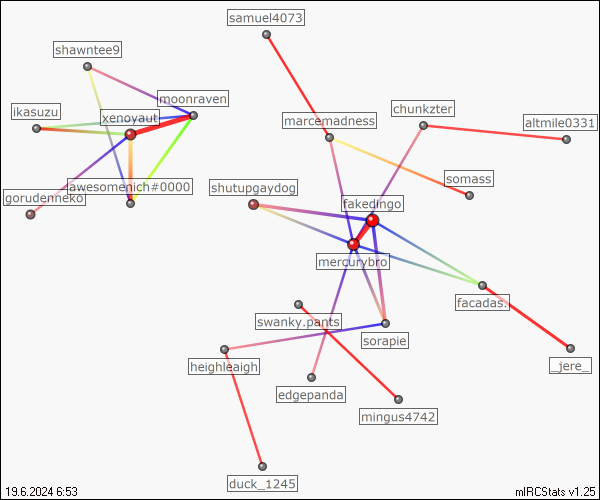 samuel4073
shawntee9
moonraven
ikasuzu
xenoyaut
chunkzter
marcemadness
altmile0331
awesomenich#0000
shutupgaydog
somass
gorudenneko
fakedingo
mercurybro
facadas.
swanky.pants
sorapie
heighleaigh
_jere_
edgepanda
mingus4742
duck_1245
19.6.2024 6:53
mIRCStats v1.25